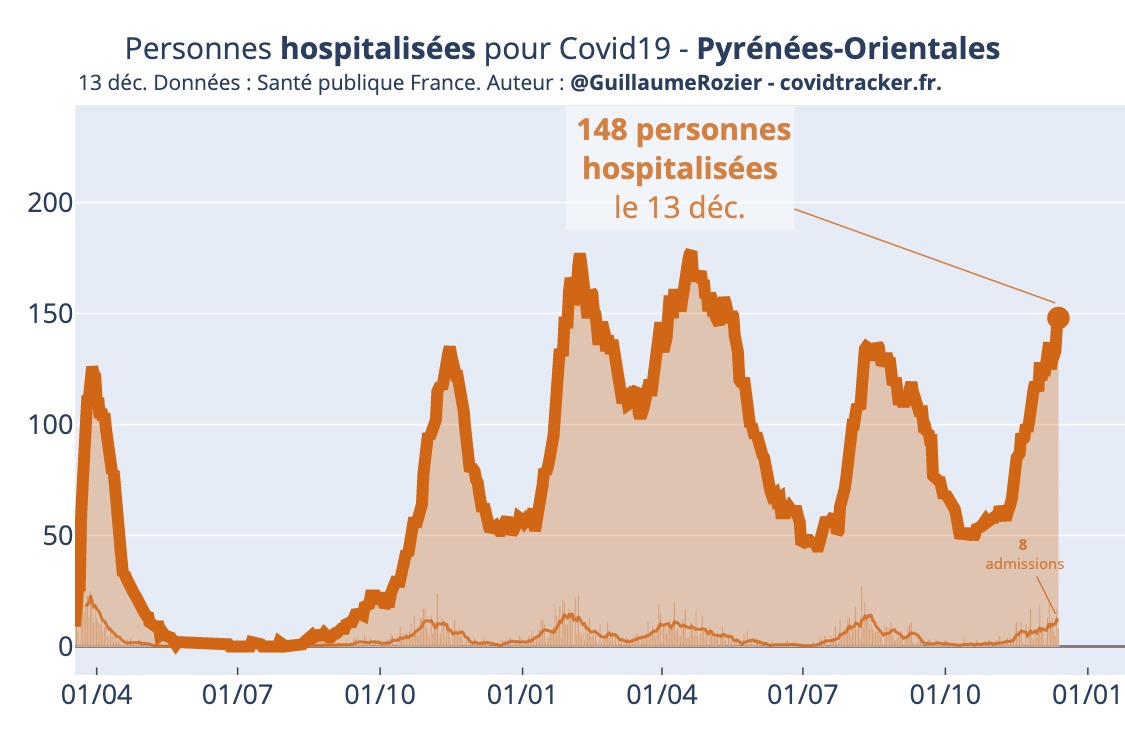 Personnes hospitalisées pour Covid19 - Pyrénées-Orientales
13 déc. Données : Santé publique France. Auteur : @GuillaumeRozier - covidtracker.fr.
148 personnes
hospitalisées
le 13 déc.
200
150
100
50
0
8
admissions
01/04 01/07 01/10 01/01 01/04 01/07 01/10 01/01